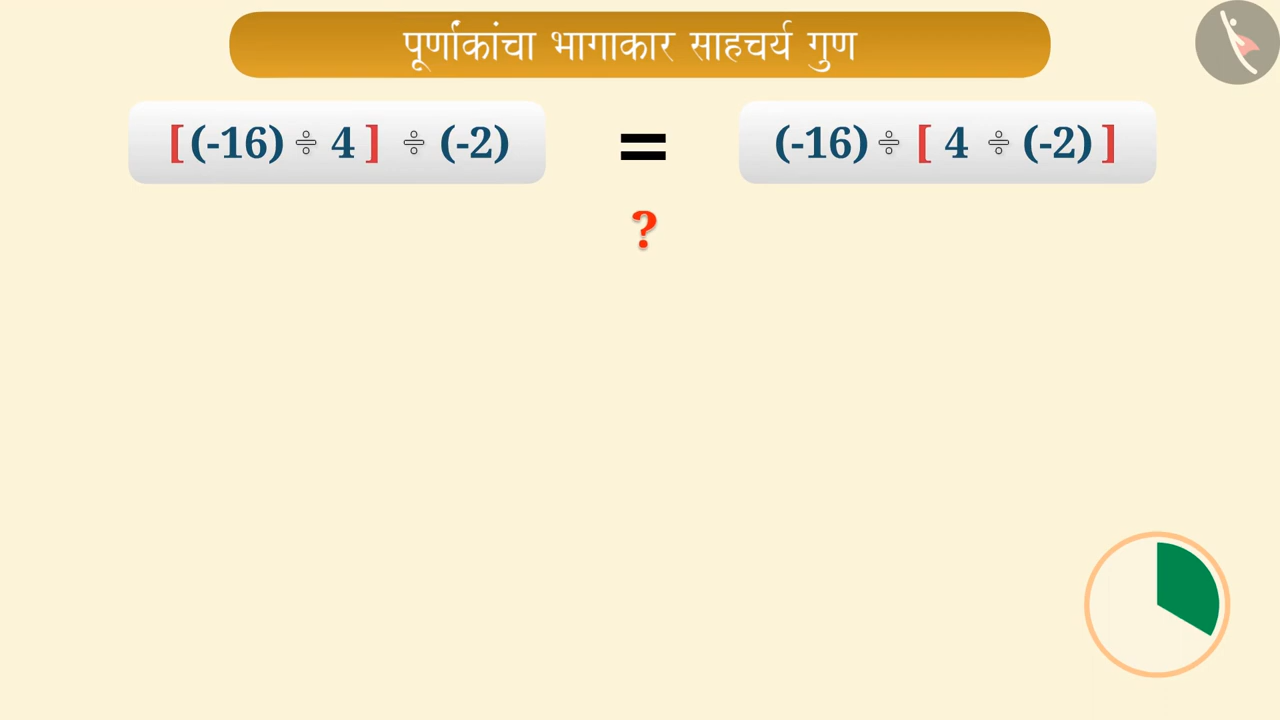 पूर्णांकांचा भागाकार साहचर्य गुण
[(-16) ÷ 4] ÷ (-2) = (-16) ÷ [4 ÷ (-2)]
?